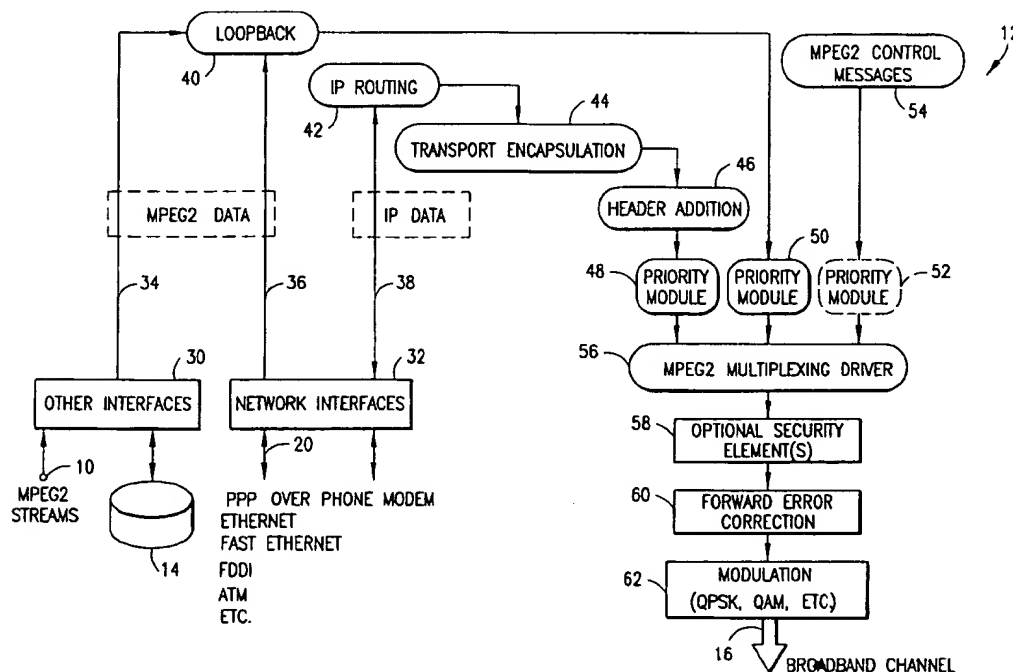 LOOPBACK
40
12
MPEG2 CONTROL
MESSAGES
54
IP ROUTING
42
44
TRANSPORT ENCAPSULATION
46
HEADER ADDITION
MPEG2 DATA
IP DATA
34
36
38
48
PRIORITY
MODULE
50
PRIORITY
MODULE
52
PRIORITY
MODULE
56
MPEG2 MULTIPLEXING DRIVER
30
OTHER INTERFACES
32
NETWORK INTERFACES
58
OPTIONAL SECURITY
ELEMENT(S)
10
MPEG2
STREAMS
14
20
PPP OVER PHONE MODEM
ETHERNET
FAST ETHERNET
FDDI
ATM
ETC.
60
FORWARD ERROR
CORRECTION
62
MODULATION
(QPSK, QAM, ETC.)
16
BROADBAND CHANNEL